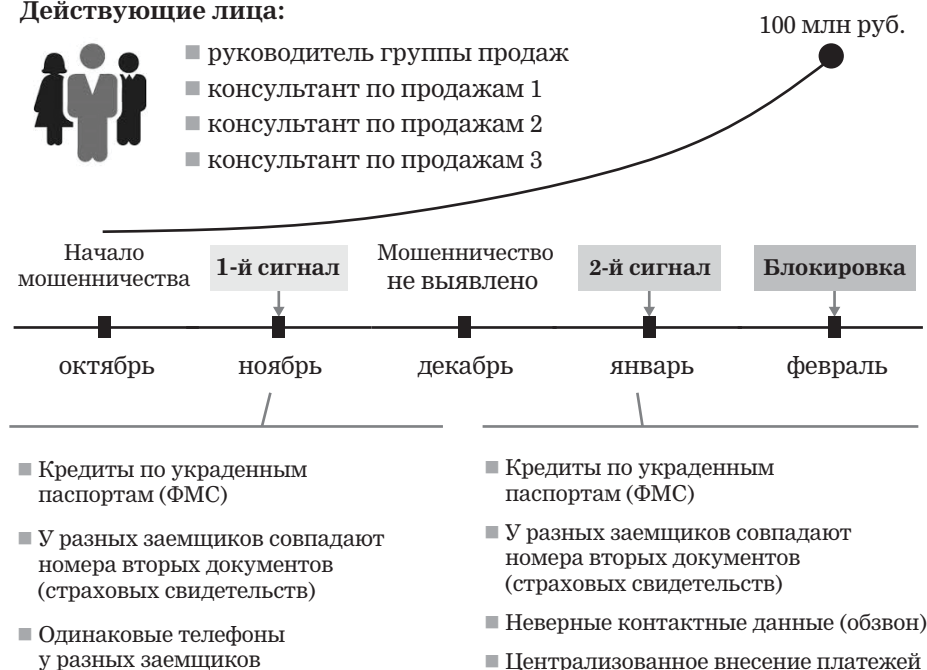 Действующие лица:
100 млн руб.
■ руководитель группы продаж
■ консультант по продажам 1
■ консультант по продажам 2
■ консультант по продажам 3
Начало
мошенничества
1-й сигнал
Мошенничество
не выявлено
2-й сигнал
Блокировка
октябрь
ноябрь
декабрь
январь
февраль
■ Кредиты по украденным
паспортам (ФМС)
■ У разных заемщиков совпадают
номера вторых документов
(страховых свидетельств)
■ Одинаковые телефоны
у разных заемщиков
■ Кредиты по украденным
паспортам (ФМС)
■ У разных заемщиков совпадают
номера вторых документов
(страховых свидетельств)
■ Неверные контактные данные (обзвон)
■ Централизованное внесение платежей